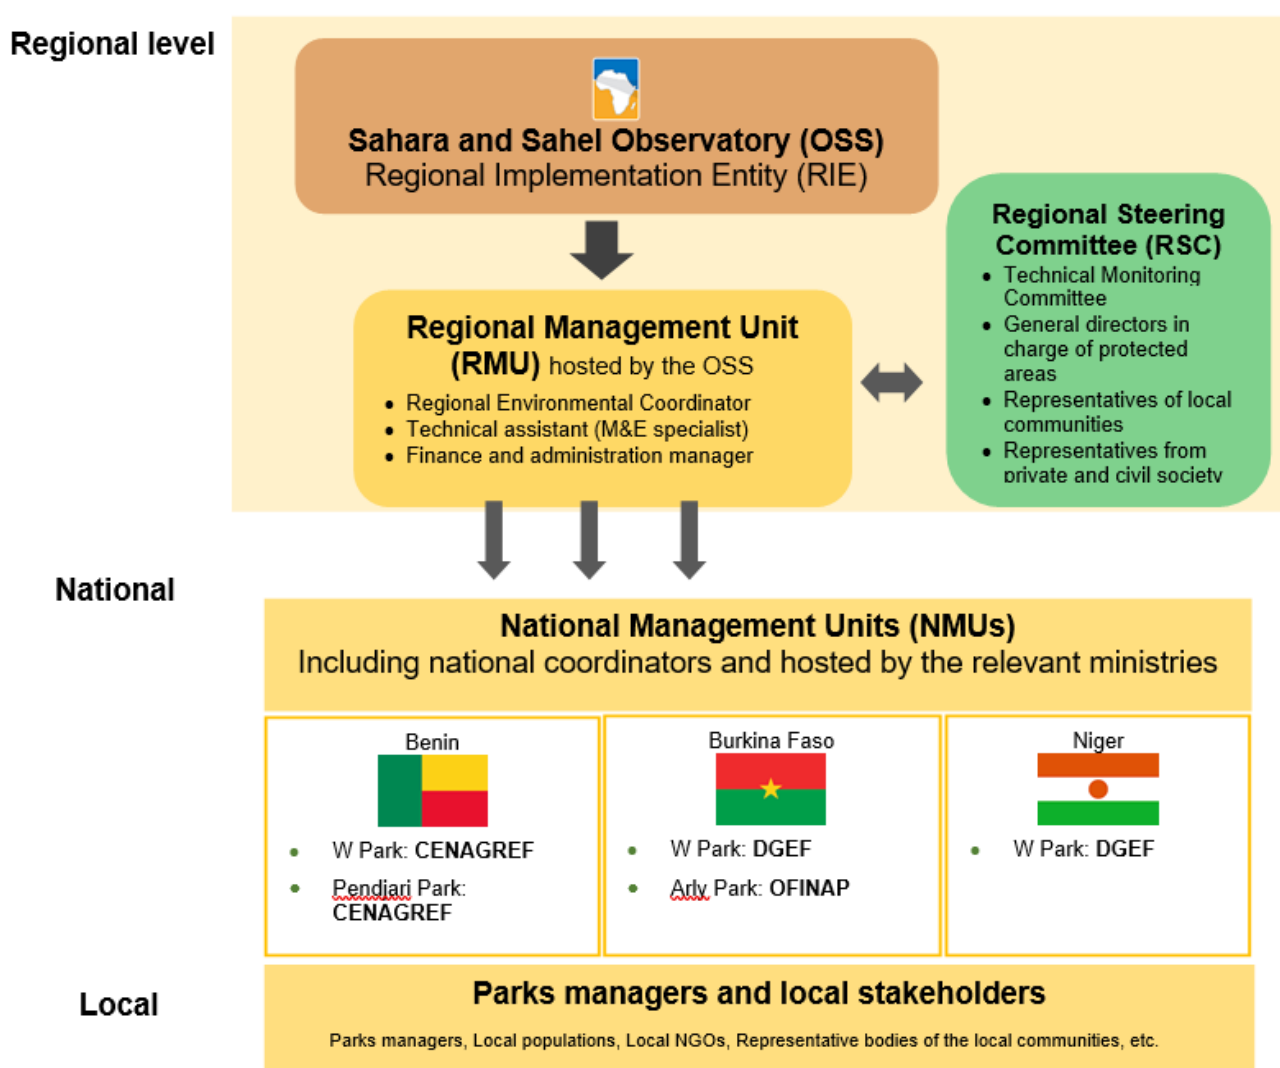 Regional level
Sahara and Sahel Observatory (OSS)
Regional Implementation Entity (RIE)
Regional Steering
Committee (RSC)
• Technical Monitoring
Committee
• General directors in
charge of protected
areas
• Representatives of local
communities
• Representatives from
private and civil society
Regional Management Unit
(RMU) hosted by the OSS
• Regional Environmental Coordinator
• Technical assistant (M&E specialist)
• Finance and administration manager
National
National Management Units (NMUs)
Including national coordinators and hosted by the relevant ministries
Benin
• W Park: CENAGREF
• Pendjari Park:
CENAGREF
Burkina Faso
• W Park: DGEF
• Arly Park: OFINAP
Niger
• W Park: DGEF
Local
Parks managers and local stakeholders
Parks managers, Local populations, Local NGOs, Representative bodies of the local communities, etc.